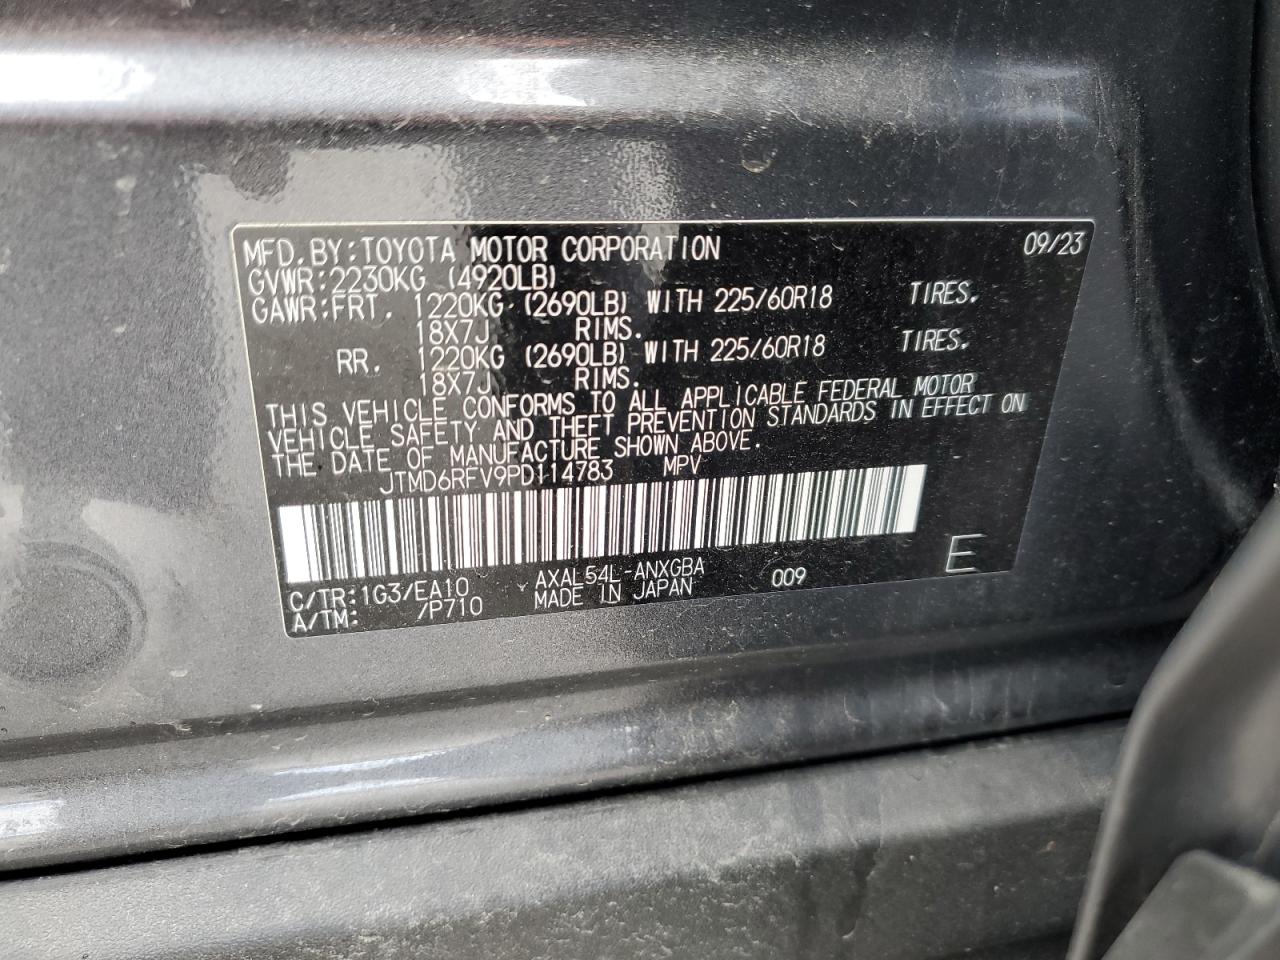 MFD.BY:TOYOTA MOTOR CORPORATION 09/23
GVWR:2230KG (4920LB)
GAWR:FRT. 1220KG (2690LB) WITH 225/60R18 TIRES.
18X7J RIMS.
RR. 1220KG (2690LB) WITH 225/60R18 TIRES.
18X7J RIMS.
THIS VEHICLE CONFORMS TO ALL APPLICABLE FEDERAL MOTOR
VEHICLE SAFETY AND THEFT PREVENTION STANDARDS IN EFFECT ON
THE DATE OF MANUFACTURE SHOWN ABOVE.
JTMD6RFV9PD114783 MPV
C/TR:1G3/EA10 AXAL54L-ANXGBA 009 E
A/TM: /P710 MADE IN JAPAN